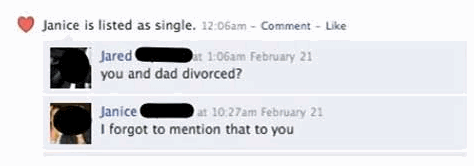 Janice is listed as single. 12:06am - Comment - Like
Jared at 1:06am February 21
you and dad divorced?
Janice at 10:27am February 21
I forgot to mention that to you